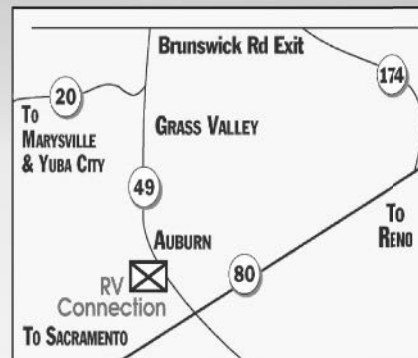 Brunswick Rd Exit
174
20
To
Marysville
& Yuba City
Grass Valley
49
To
Reno
Auburn
80
RV
Connection
To Sacramento